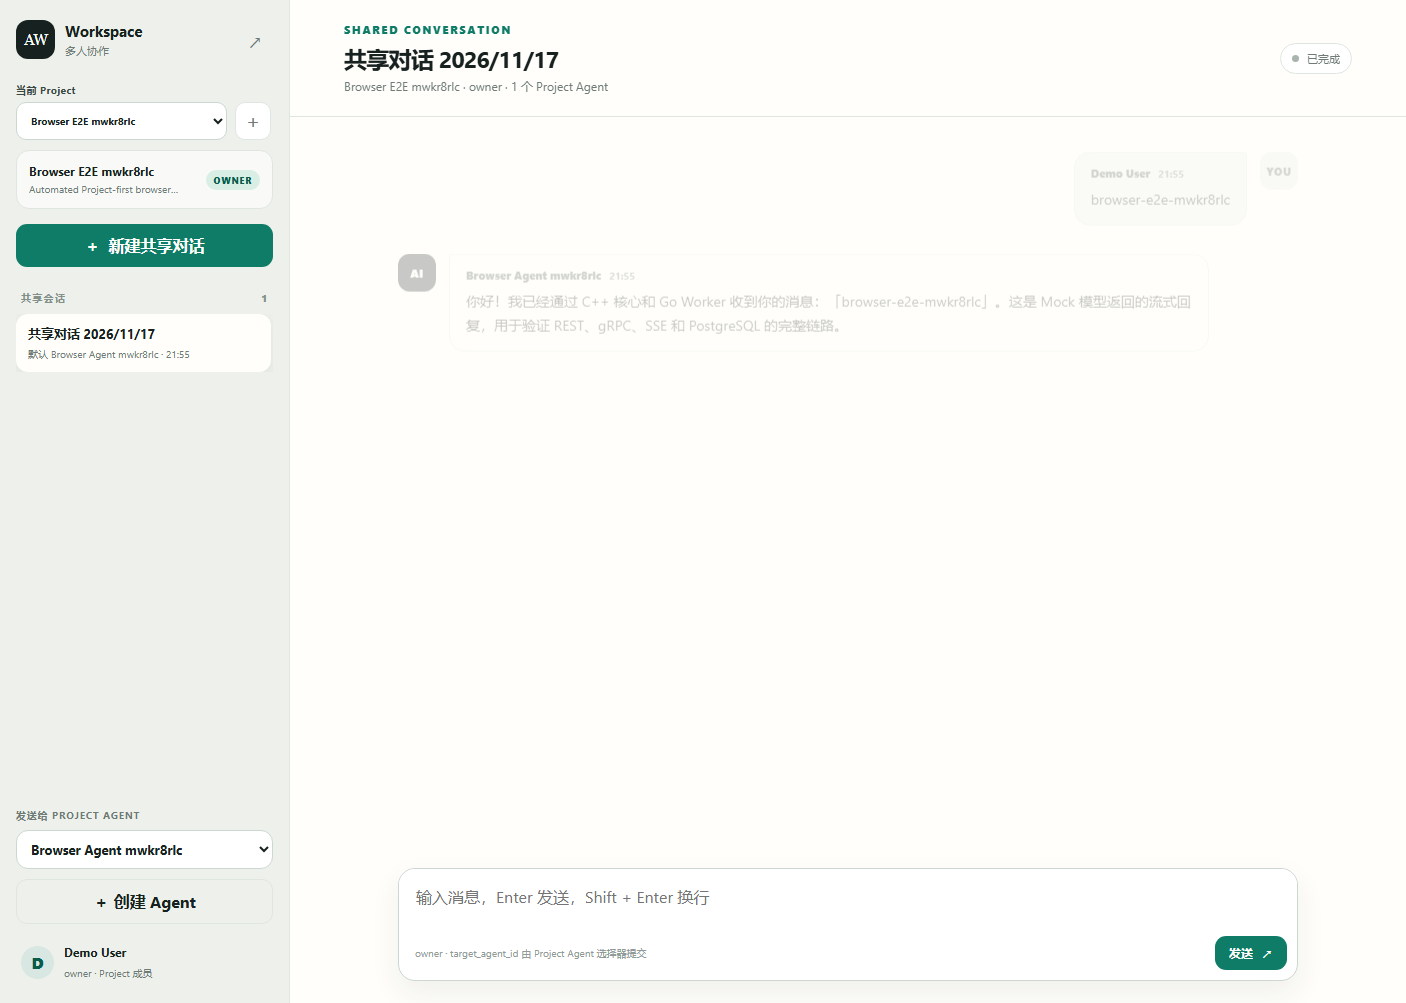 AW
Workspace
多人协作
↗
当前 Project
Browser E2E mwkr8rlc
+
Browser E2E mwkr8rlc
Automated Project-first browser...
OWNER
+ 新建共享对话
共享会话
1
共享对话 2026/11/17
默认 Browser Agent mwkr8rlc · 21:55
发送给 PROJECT AGENT
Browser Agent mwkr8rlc
+ 创建 Agent
D
Demo User
owner · Project 成员
SHARED CONVERSATION
共享对话 2026/11/17
Browser E2E mwkr8rlc · owner · 1 个 Project Agent
已完成
Demo User 21:55
browser-e2e-mwkr8rlc
YOU
AI
Browser Agent mwkr8rlc 21:55
你好！我已经通过 C++ 核心和 Go Worker 收到你的消息：「browser-e2e-mwkr8rlc」。这是 Mock 模型返回的流式回
复，用于验证 REST、gRPC、SSE 和 PostgreSQL 的完整链路。
输入消息，Enter 发送，Shift + Enter 换行
owner · target_agent_id 由 Project Agent 选择器提交
发送 ↗